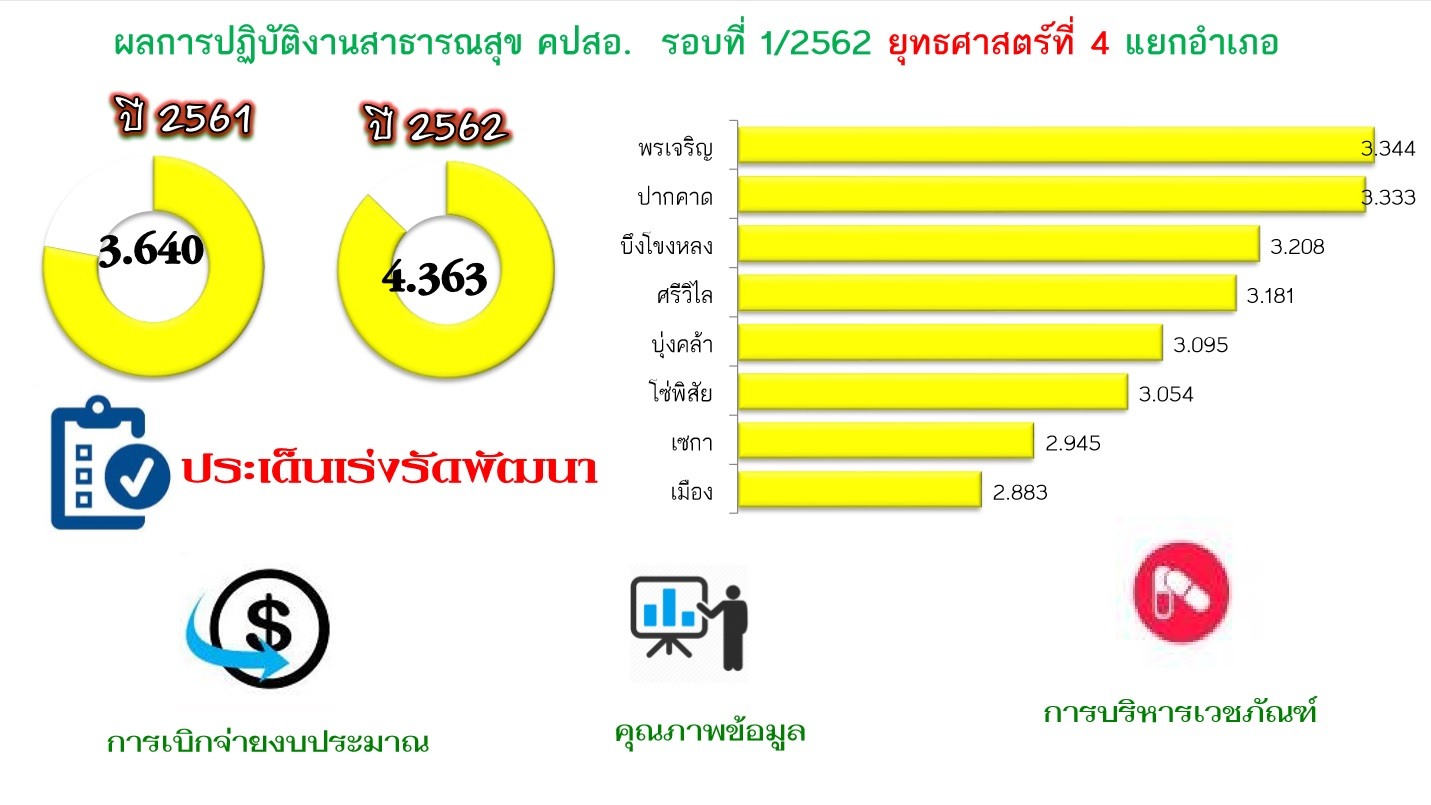 ผลการปฏิบัติงานสาธารณสุข คปสอ. รอบที่ 1/2562 ยุทธศาสตร์ที่ 4 แยกอำเภอ
ปี 2561
ปี 2562
3.640
4.363
พรเจริญ 3.344
ปากคาด 3.333
บึงโขงหลง 3.208
ศรีวิไล 3.181
บุ่งคล้า 3.095
โซ่พิสัย 3.054
เซกา 2.945
เมือง 2.883
ประเด็นเร่งรัดพัฒนา
$
การเบิกจ่ายงบประมาณ
คุณภาพข้อมูล
การบริหารเวชภัณฑ์